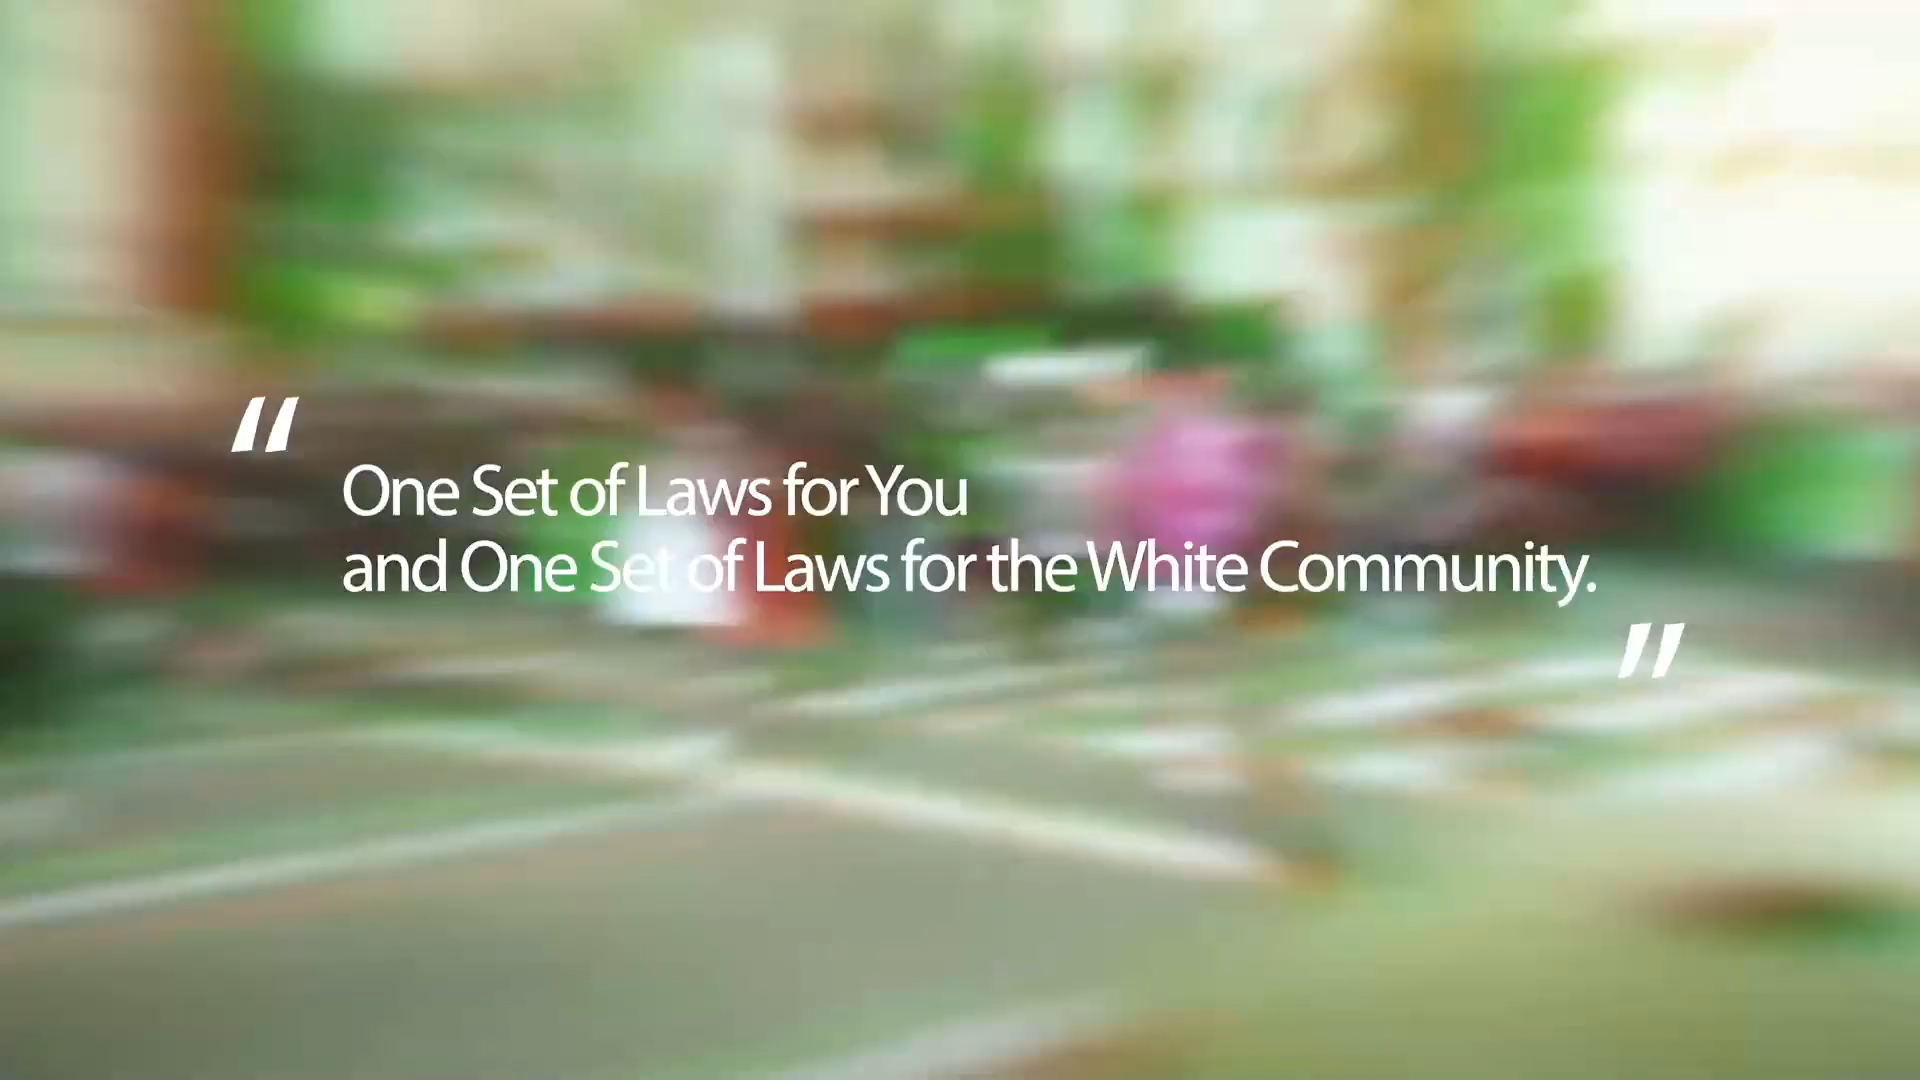 “
One Set of Laws for You
and One Set of Laws for the White Community.
”